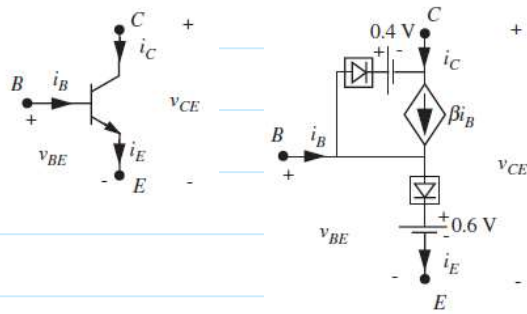 C
+
i_C
B
i_B
+
v_CE
v_BE
i_E
-
E
-
C
+
0.4 V
+
-
i_C
βi_B
B
i_B
+
v_CE
+
0.6 V
-
v_BE
i_E
-
E
-